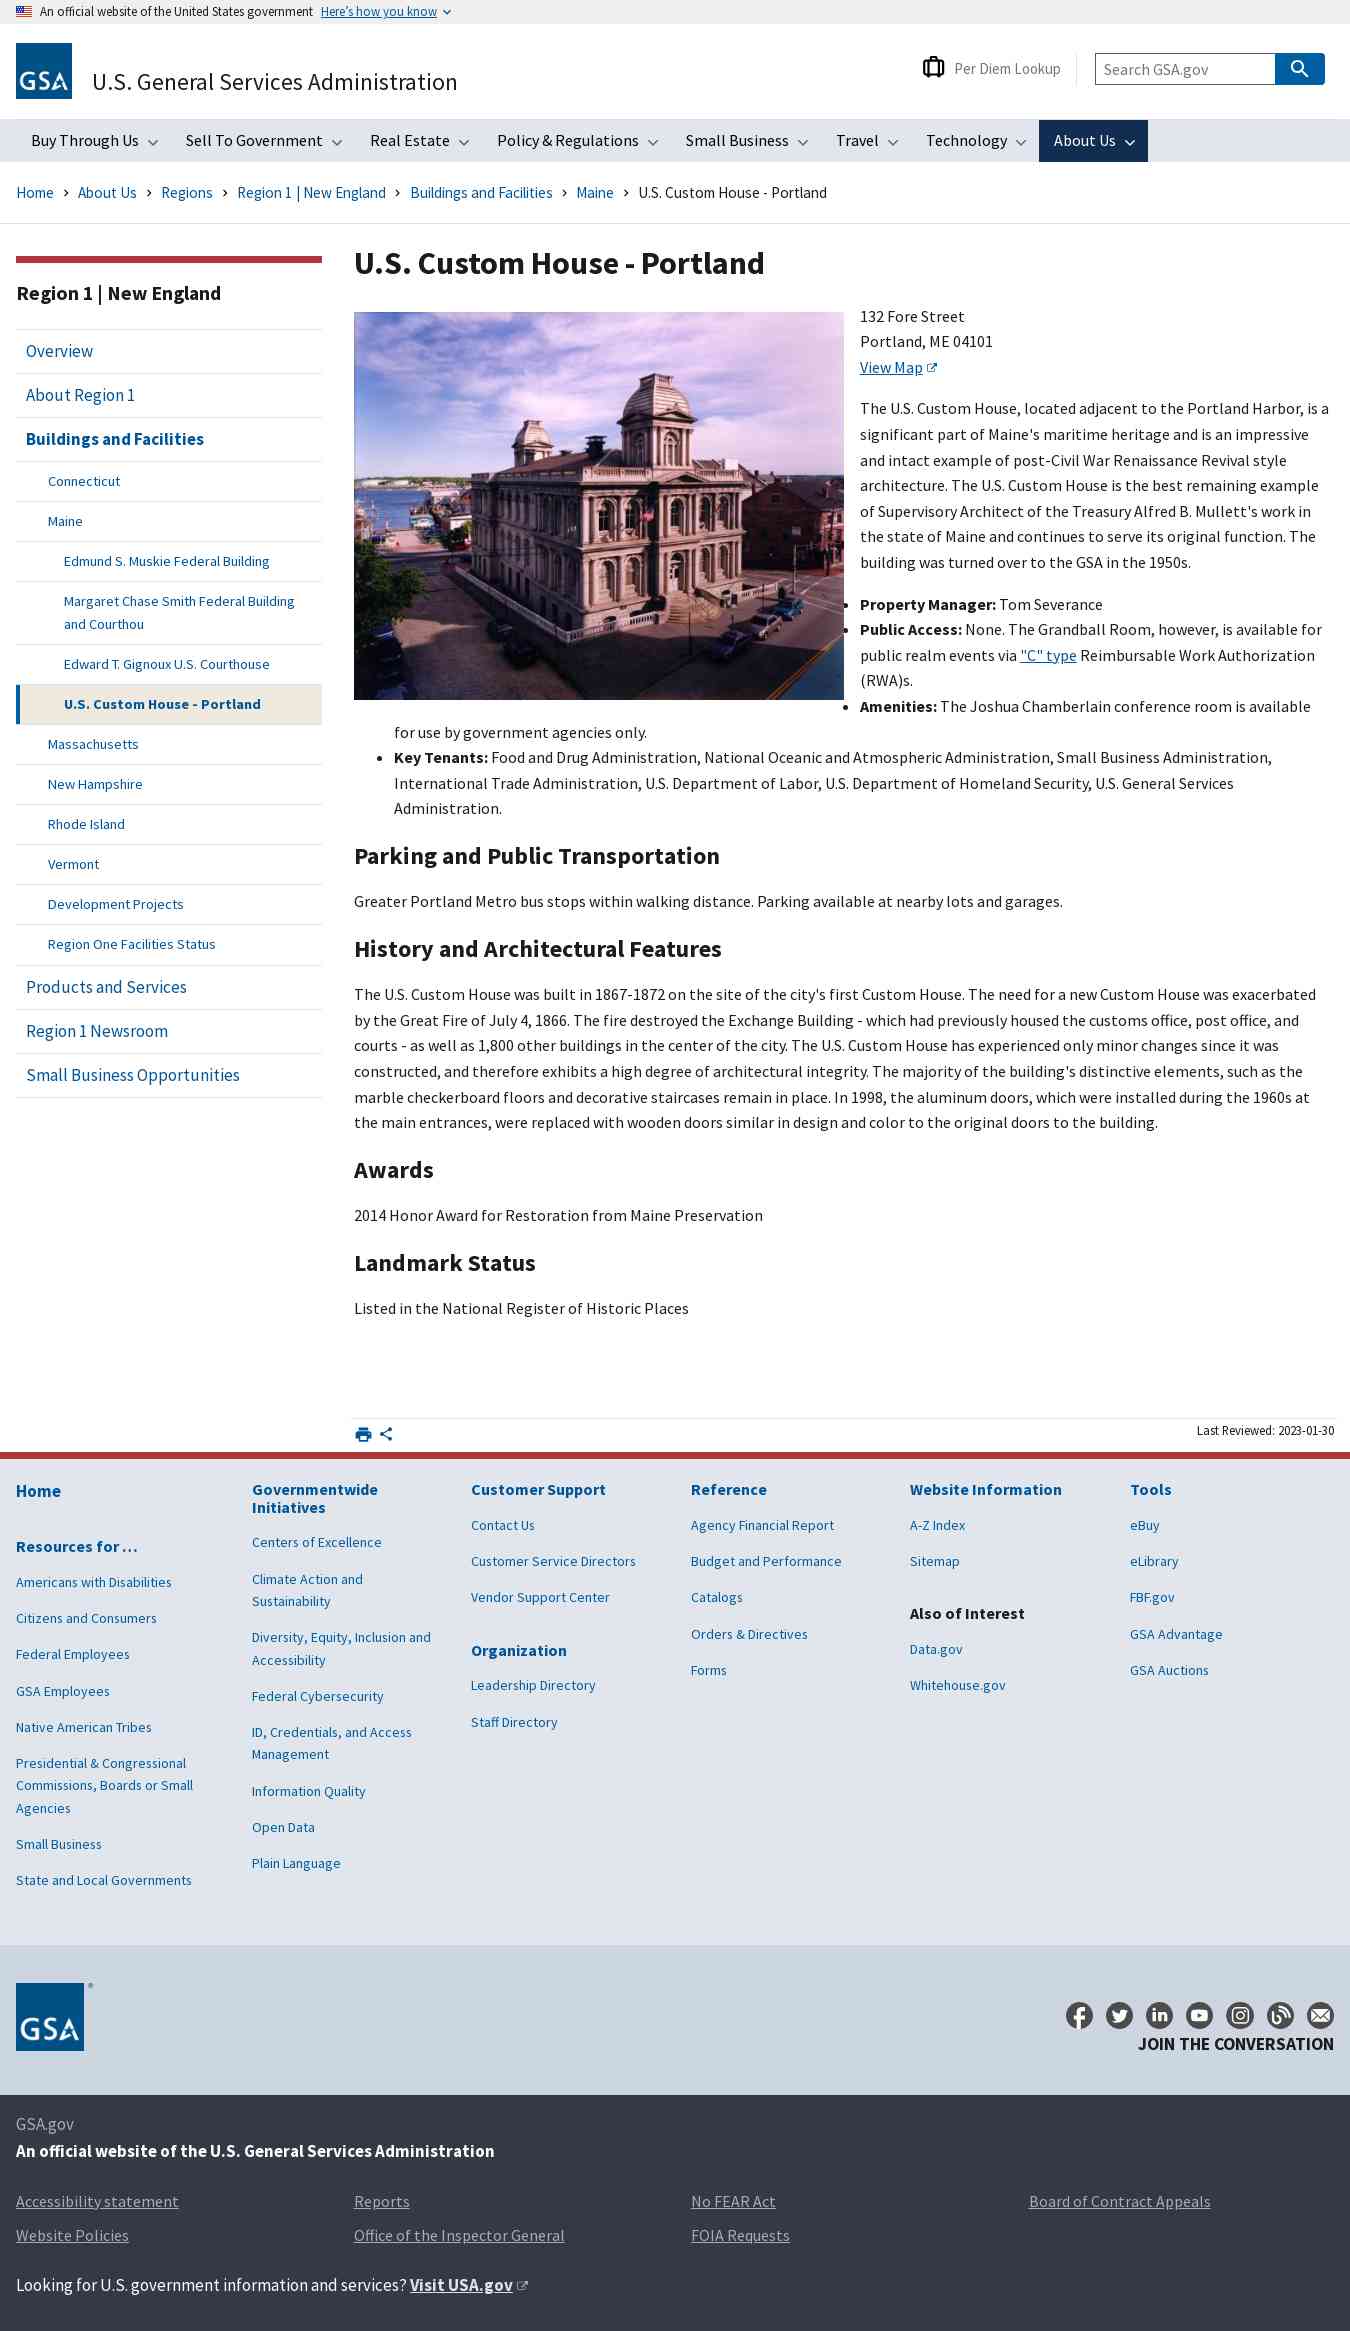 An official website of the United States government Here's how you know
GSA
U.S. General Services Administration
Per Diem Lookup
Search GSA.gov
Buy Through Us Sell To Government Real Estate Policy & Regulations Small Business Travel Technology About Us
Home > About Us > Regions > Region 1 | New England > Buildings and Facilities > Maine > U.S. Custom House - Portland
Region 1 | New England
Overview
About Region 1
Buildings and Facilities
Connecticut
Maine
Edmund S. Muskie Federal Building
Margaret Chase Smith Federal Building
and Courthou
Edward T. Gignoux U.S. Courthouse
U.S. Custom House - Portland
Massachusetts
New Hampshire
Rhode Island
Vermont
Development Projects
Region One Facilities Status
Products and Services
Region 1 Newsroom
Small Business Opportunities
U.S. Custom House - Portland
132 Fore Street
Portland, ME 04101
View Map
The U.S. Custom House, located adjacent to the Portland Harbor, is a
significant part of Maine's maritime heritage and is an impressive
and intact example of post-Civil War Renaissance Revival style
architecture. The U.S. Custom House is the best remaining example
of Supervisory Architect of the Treasury Alfred B. Mullett's work in
the state of Maine and continues to serve its original function. The
building was turned over to the GSA in the 1950s.
• Property Manager: Tom Severance
• Public Access: None. The Grandball Room, however, is available for
public realm events via "C" type Reimbursable Work Authorization
(RWA)s.
• Amenities: The Joshua Chamberlain conference room is available
for use by government agencies only.
• Key Tenants: Food and Drug Administration, National Oceanic and Atmospheric Administration, Small Business Administration,
International Trade Administration, U.S. Department of Labor, U.S. Department of Homeland Security, U.S. General Services
Administration.
Parking and Public Transportation
Greater Portland Metro bus stops within walking distance. Parking available at nearby lots and garages.
History and Architectural Features
The U.S. Custom House was built in 1867-1872 on the site of the city's first Custom House. The need for a new Custom House was exacerbated
by the Great Fire of July 4, 1866. The fire destroyed the Exchange Building - which had previously housed the customs office, post office, and
courts - as well as 1,800 other buildings in the center of the city. The U.S. Custom House has experienced only minor changes since it was
constructed, and therefore exhibits a high degree of architectural integrity. The majority of the building's distinctive elements, such as the
marble checkerboard floors and decorative staircases remain in place. In 1998, the aluminum doors, which were installed during the 1960s at
the main entrances, were replaced with wooden doors similar in design and color to the original doors to the building.
Awards
2014 Honor Award for Restoration from Maine Preservation
Landmark Status
Listed in the National Register of Historic Places
Last Reviewed: 2023-01-30
Home
Resources for …
Americans with Disabilities
Citizens and Consumers
Federal Employees
GSA Employees
Native American Tribes
Presidential & Congressional
Commissions, Boards or Small
Agencies
Small Business
State and Local Governments
Governmentwide
Initiatives
Centers of Excellence
Climate Action and
Sustainability
Diversity, Equity, Inclusion and
Accessibility
Federal Cybersecurity
ID, Credentials, and Access
Management
Information Quality
Open Data
Plain Language
Customer Support
Contact Us
Customer Service Directors
Vendor Support Center
Organization
Leadership Directory
Staff Directory
Reference
Agency Financial Report
Budget and Performance
Catalogs
Orders & Directives
Forms
Website Information
A-Z Index
Sitemap
Also of Interest
Data.gov
Whitehouse.gov
Tools
eBuy
eLibrary
FBF.gov
GSA Advantage
GSA Auctions
GSA ®
JOIN THE CONVERSATION
GSA.gov
An official website of the U.S. General Services Administration
Accessibility statement Reports No FEAR Act Board of Contract Appeals
Website Policies Office of the Inspector General FOIA Requests
Looking for U.S. government information and services? Visit USA.gov